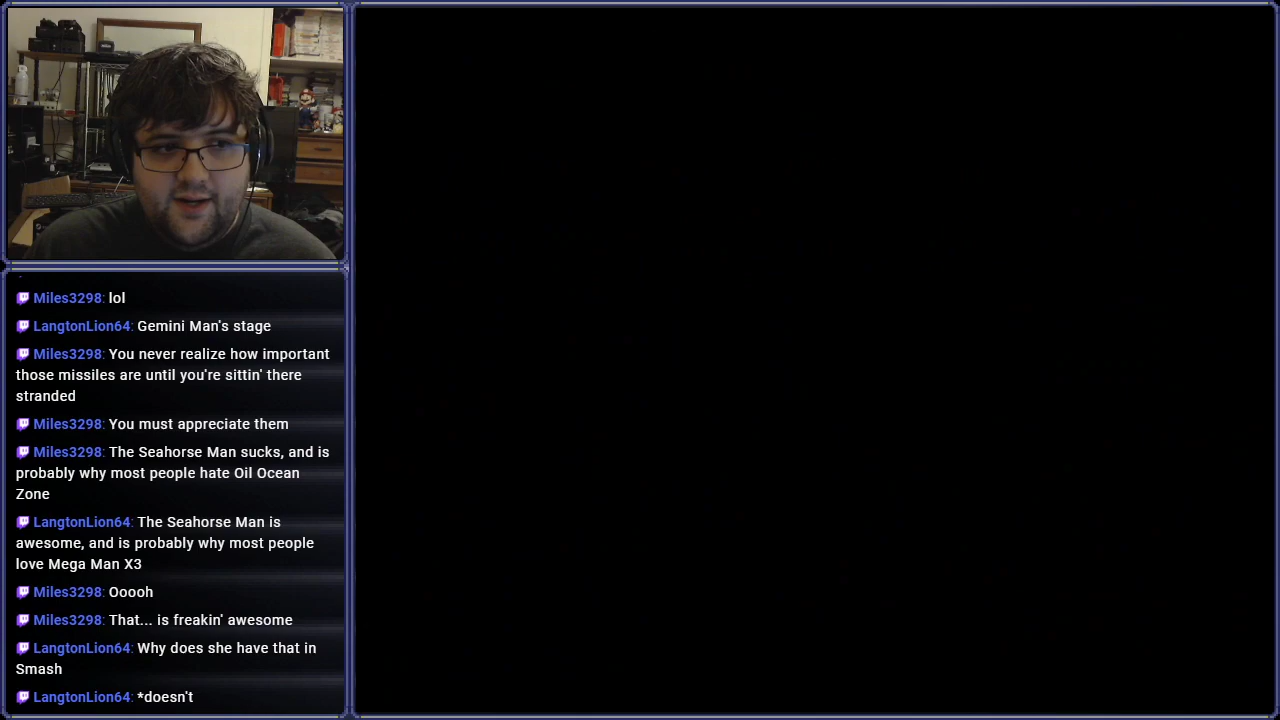 Miles3298: lol
LangtonLion64: Gemini Man's stage
Miles3298: You never realize how important
those missiles are until you're sittin' there
stranded
Miles3298: You must appreciate them
Miles3298: The Seahorse Man sucks, and is
probably why most people hate Oil Ocean
Zone
LangtonLion64: The Seahorse Man is
awesome, and is probably why most people
love Mega Man X3
Miles3298: Ooooh
Miles3298: That... is freakin' awesome
LangtonLion64: Why does she have that in
Smash
LangtonLion64: *doesn't